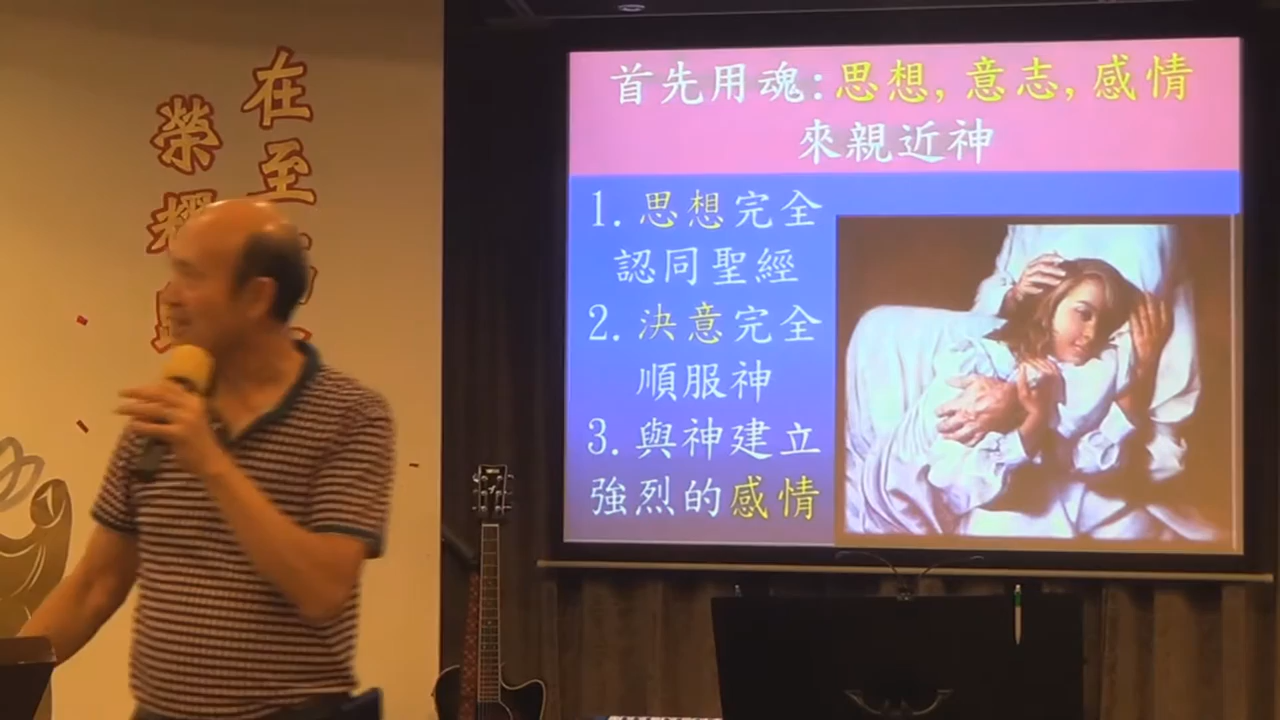 在至
榮耀
首先用魂:思想,意志,感情
來親近神
1.思想完全
認同聖經
2.決意完全
順服神
3.與神建立
強烈的感情